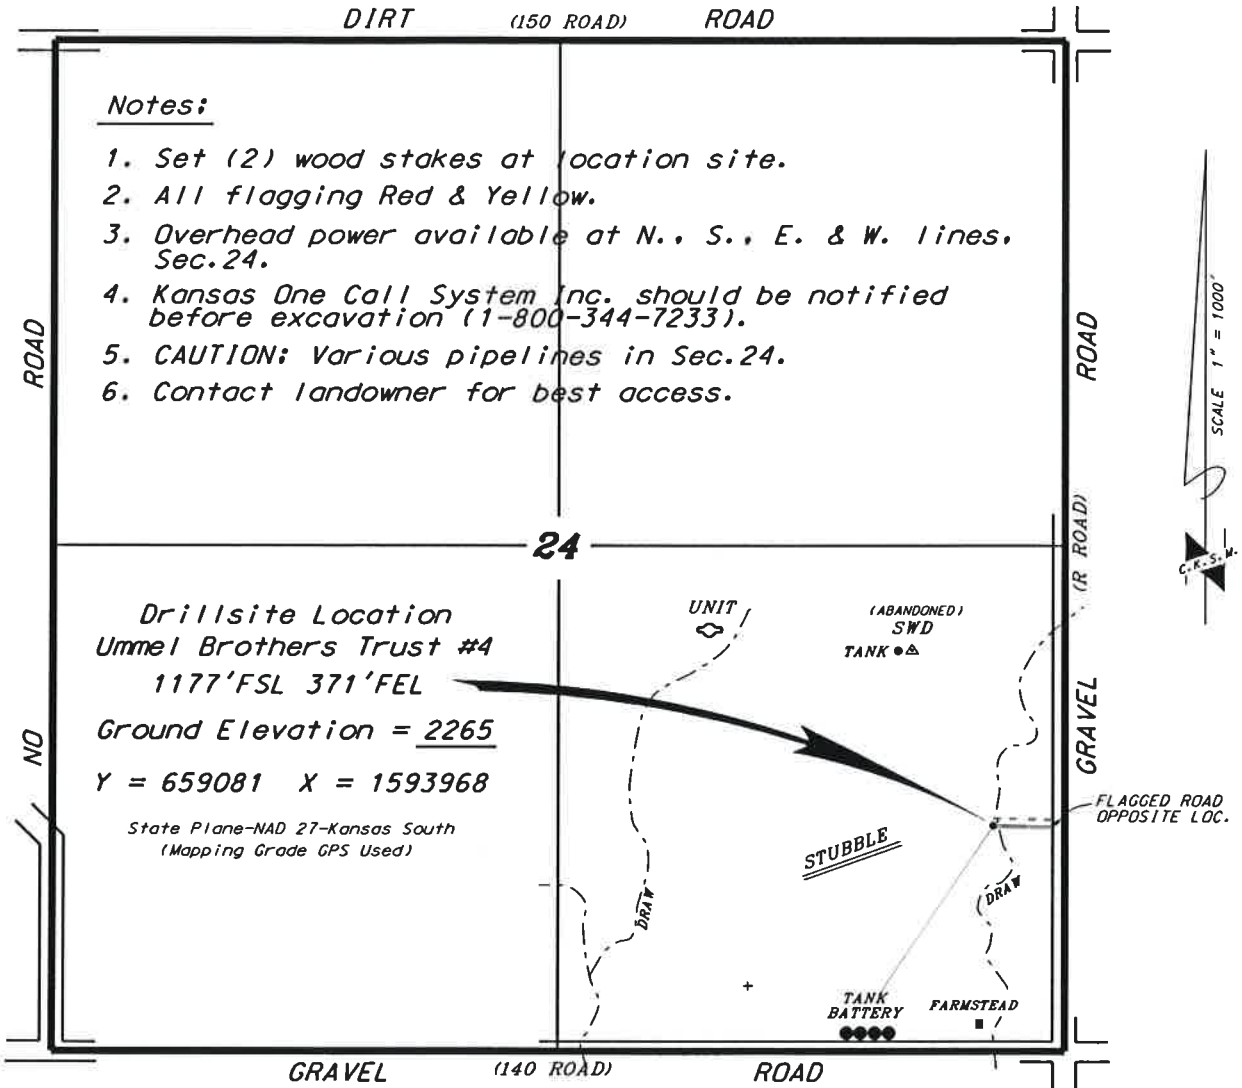 DIRT (150 ROAD) ROAD
Notes:
1. Set (2) wood stakes at location site.
2. All flagging Red & Yellow.
3. Overhead power available at N., S., E. & W. lines,
Sec.24.
4. Kansas One Call System Inc. should be notified
before excavation (1-800-344-7233).
5. CAUTION: Various pipelines in Sec.24.
6. Contact landowner for best access.
NO ROAD
ROAD
(R ROAD)
GRAVEL
SCALE 1" = 1000'
C.K.S.W.
24
Drillsite Location
Ummel Brothers Trust #4
1177'FSL 371'FEL
Ground Elevation = 2265
Y = 659081 X = 1593968
State Plane-NAD 27-Kansas South
(Mapping Grade GPS Used)
UNIT
(ABANDONED)
SWD
TANK
FLAGGED ROAD
OPPOSITE LOC.
STUBBLE
DRAW
DRAW
TANK
BATTERY
FARMSTEAD
GRAVEL (140 ROAD) ROAD